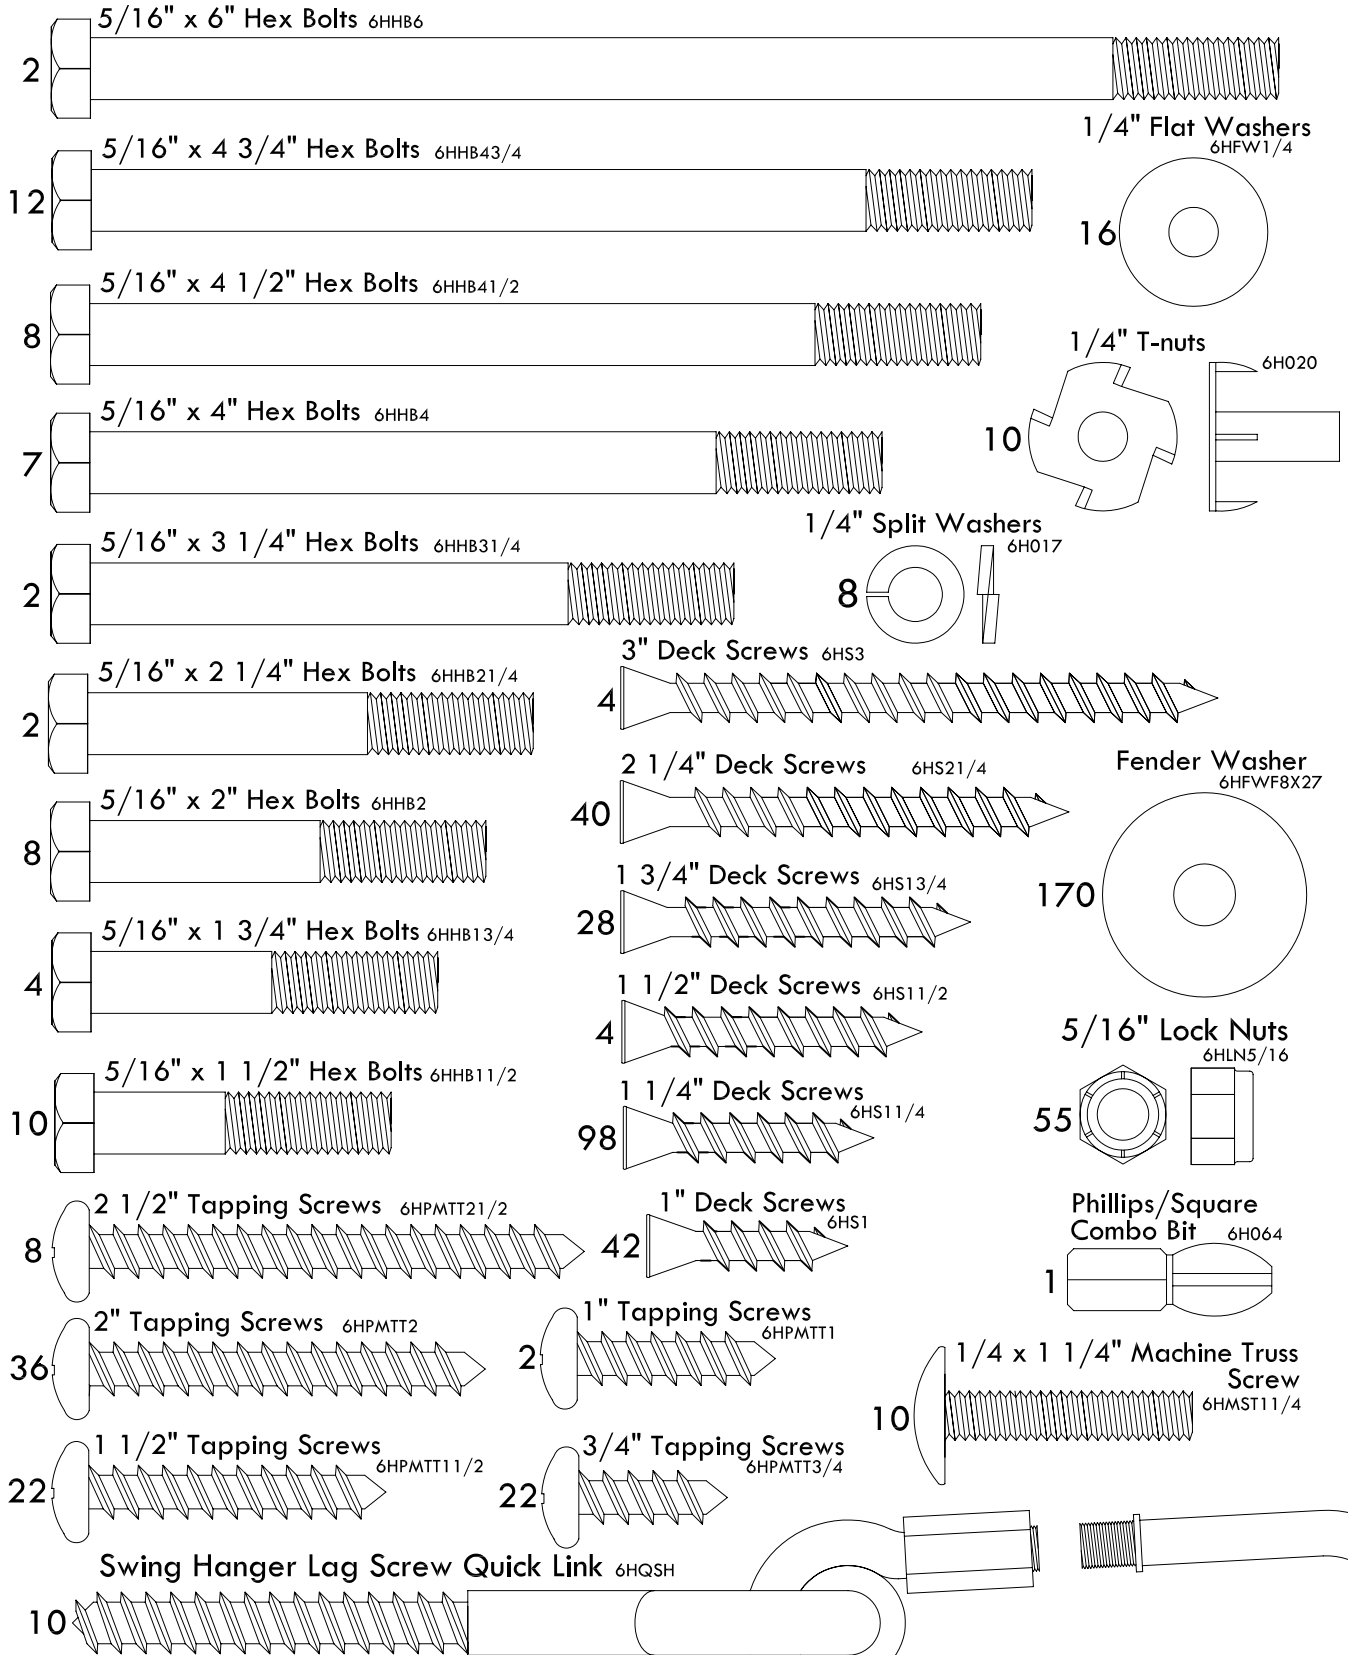 5/16" x 6" Hex Bolts 6HHB6
2
5/16" x 4 3/4" Hex Bolts 6HHB43/4
12
1/4" Flat Washers
6HFW1/4
16
5/16" x 4 1/2" Hex Bolts 6HHB41/2
8
1/4" T-nuts
6H020
10
5/16" x 4" Hex Bolts 6HHB4
7
1/4" Split Washers
6H017
8
5/16" x 3 1/4" Hex Bolts 6HHB31/4
2
3" Deck Screws 6HS3
4
5/16" x 2 1/4" Hex Bolts 6HHB21/4
2
2 1/4" Deck Screws 6HS21/4
40
Fender Washer
6HFWF8X27
170
5/16" x 2" Hex Bolts 6HHB2
8
1 3/4" Deck Screws 6HS13/4
28
5/16" x 1 3/4" Hex Bolts 6HHB13/4
4
1 1/2" Deck Screws 6HS11/2
4
5/16" Lock Nuts
6HLN5/16
55
5/16" x 1 1/2" Hex Bolts 6HHB11/2
10
1 1/4" Deck Screws
6HS11/4
98
2 1/2" Tapping Screws 6HPMTT21/2
8
1" Deck Screws
6HS1
42
Phillips/Square
Combo Bit 6H064
1
2" Tapping Screws 6HPMTT2
36
1" Tapping Screws
6HPMTT1
2
1/4 x 1 1/4" Machine Truss
Screw
6HMST11/4
10
1 1/2" Tapping Screws
6HPMTT11/2
22
3/4" Tapping Screws
6HPMTT3/4
22
Swing Hanger Lag Screw Quick Link 6HQSH
10